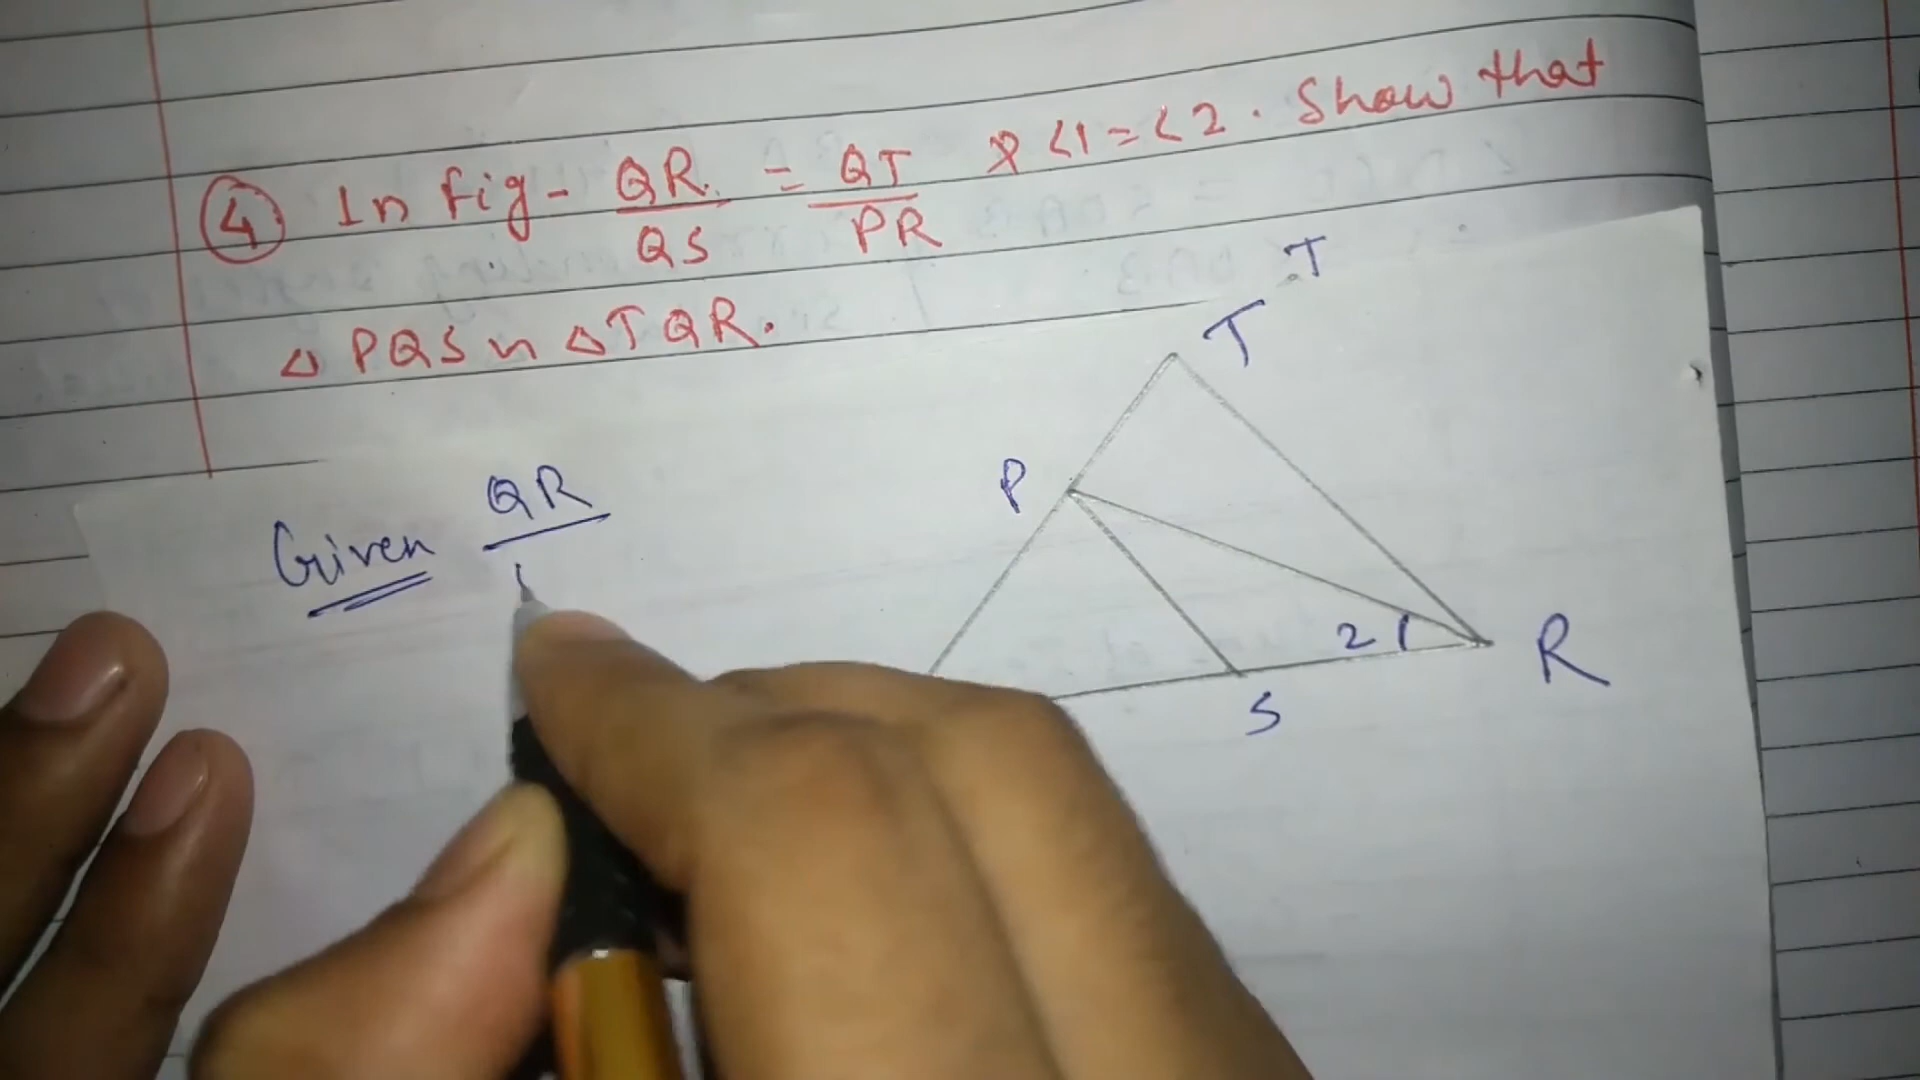 ④ In fig- QR/QS = QT/PR & <1=<2. Show that
△ PQS ~ △TQR.
T
T
P
Given QR
2 1
R
S